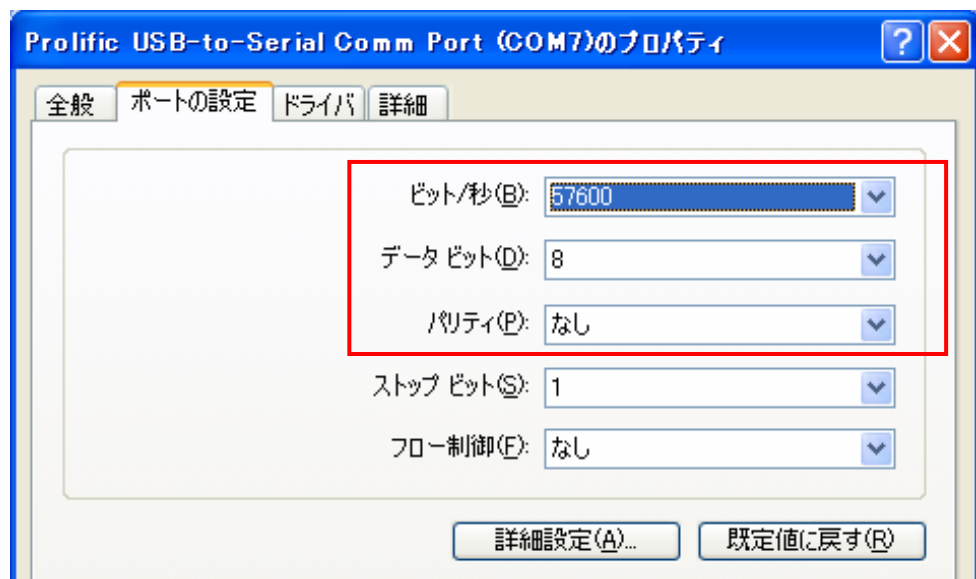 Prolific USB-to-Serial Comm Port (COM7)のプロパティ
全般 ポートの設定 ドライバ 詳細
ビット/秒(B): 57600
データ ビット(D): 8
パリティ(P): なし
ストップ ビット(S): 1
フロー制御(F): なし
詳細設定(A)... 既定値に戻す(R)